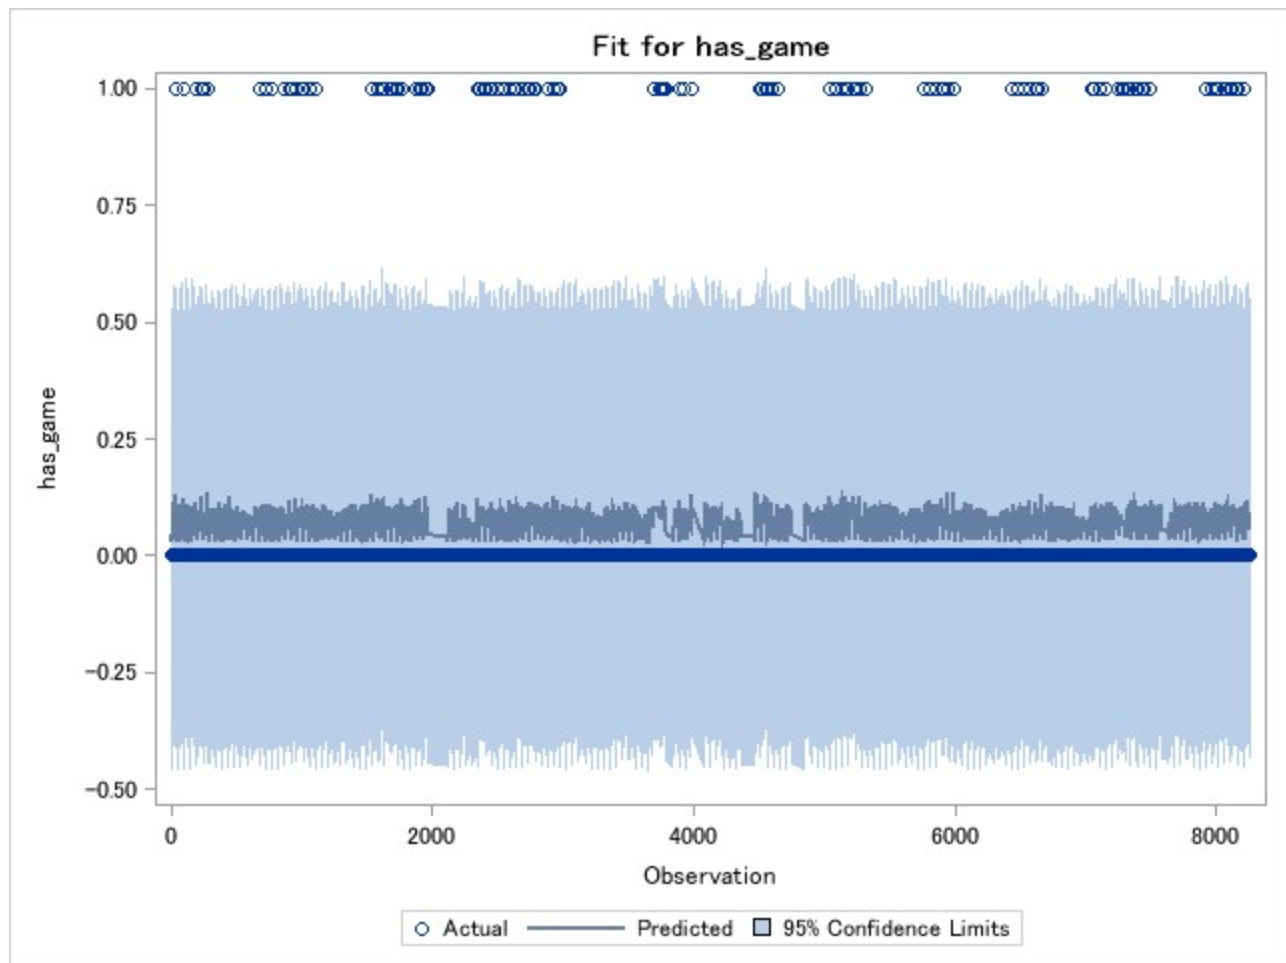 Fit for has_game
1.00
0.75
0.50
0.25
0.00
−0.25
−0.50
has_game
0 2000 4000 6000 8000
Observation
Actual Predicted 95% Confidence Limits